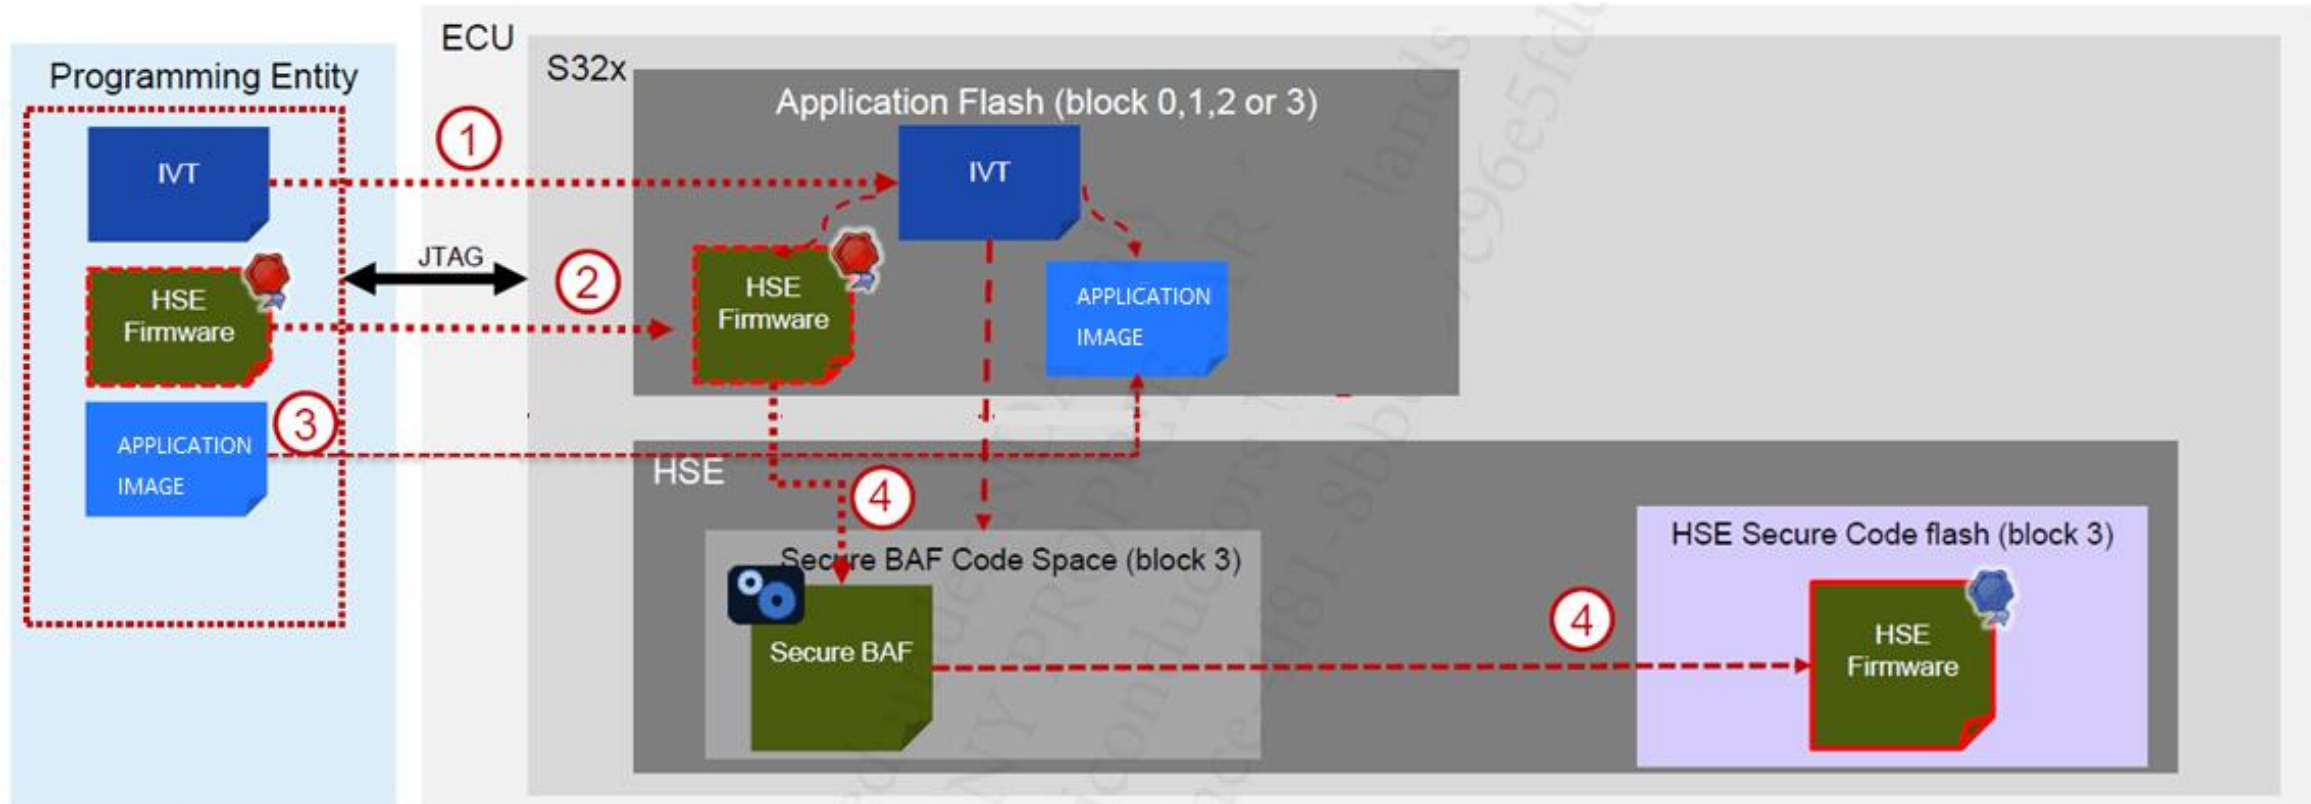 ECU
Programming Entity
S32x
Application Flash (block 0,1,2 or 3)
1
IVT
IVT
JTAG
2
HSE
Firmware
HSE
Firmware
APPLICATION
IMAGE
3
APPLICATION
IMAGE
HSE
4
Secure BAF Code Space (block 3)
HSE Secure Code flash (block 3)
Secure BAF
4
HSE
Firmware
lands